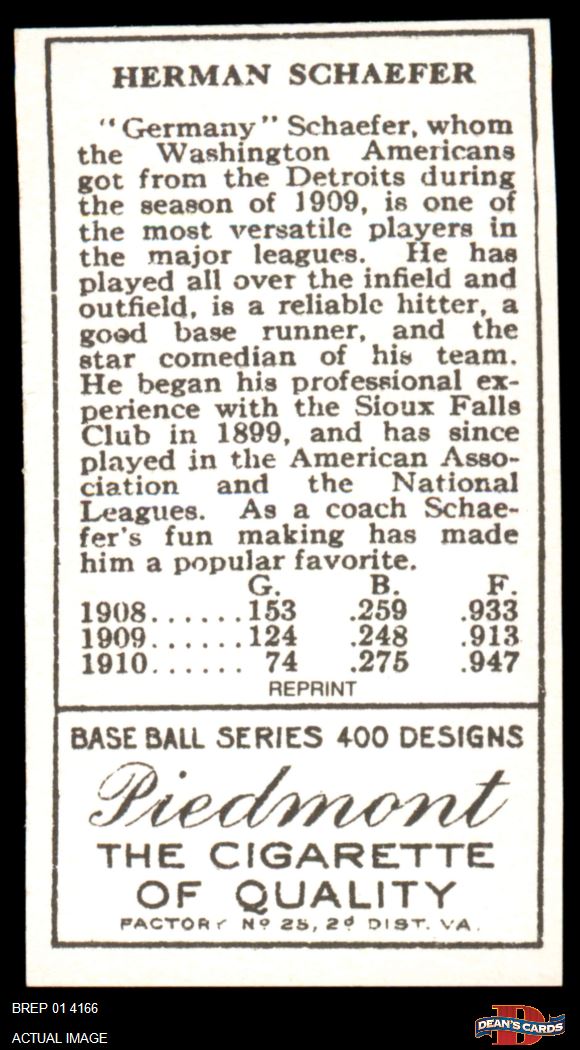 HERMAN SCHAEFER
"Germany" Schaefer, whom
the Washington Americans
got from the Detroits during
the season of 1909, is one of
the most versatile players in
the major leagues. He has
played all over the infield and
outfield, is a reliable hitter, a
good base runner, and the
star comedian of his team.
He began his professional ex-
perience with the Sioux Falls
Club in 1899, and has since
played in the American Asso-
ciation and the National
Leagues. As a coach Schae-
fer's fun making has made
him a popular favorite.
G. B. F.
1908......153 .259 .933
1909......124 .248 .913
1910...... 74 .275 .947
REPRINT
BASE BALL SERIES 400 DESIGNS
Piedmont
THE CIGARETTE
OF QUALITY
FACTORY Nº 25, 2ᵈ DIST. VA.
BREP 01 4166
ACTUAL IMAGE
D
DEAN'S CARDS